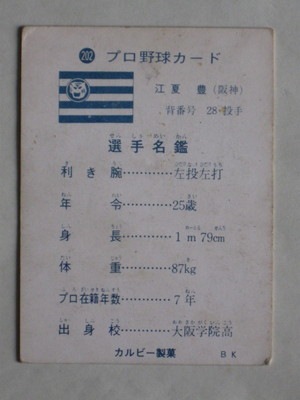 202 プロ野球カード
江夏 豊(阪神)
背番号 28・投手
選手名鑑
利き腕…………左投左打
年令…………25歳
身長…………1m79cm
体重…………87kg
プロ在籍年数………7年
出身校…………大阪学院高
カルビー製菓 BK